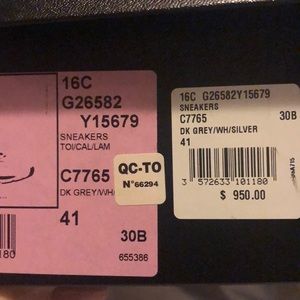 16C
G26582
Y15679
SNEAKERS
TOI/CAL/LAM
C7765
DK GREY/WH/
41
30B
655386
QC-TO
N°66294
16C G26582Y15679
SNEAKERS
C7765 30B
DK GREY/WH/SILVER
41
3 572633 101180
$ 950.00
1180